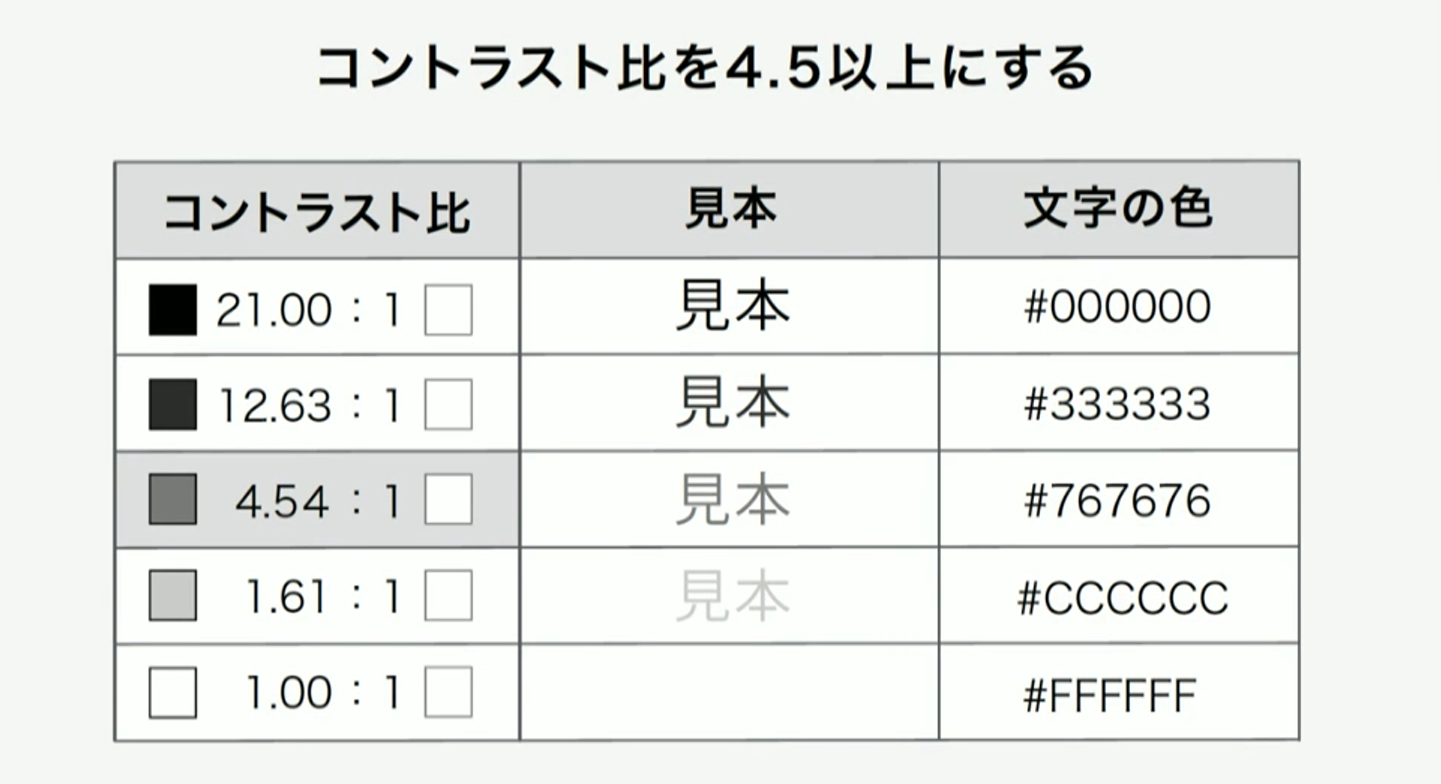 コントラスト比を4.5以上にする
コントラスト比 見本 文字の色
21.00 : 1 見本 #000000
12.63 : 1 見本 #333333
4.54 : 1 見本 #767676
1.61 : 1 見本 #CCCCCC
1.00 : 1 #FFFFFF